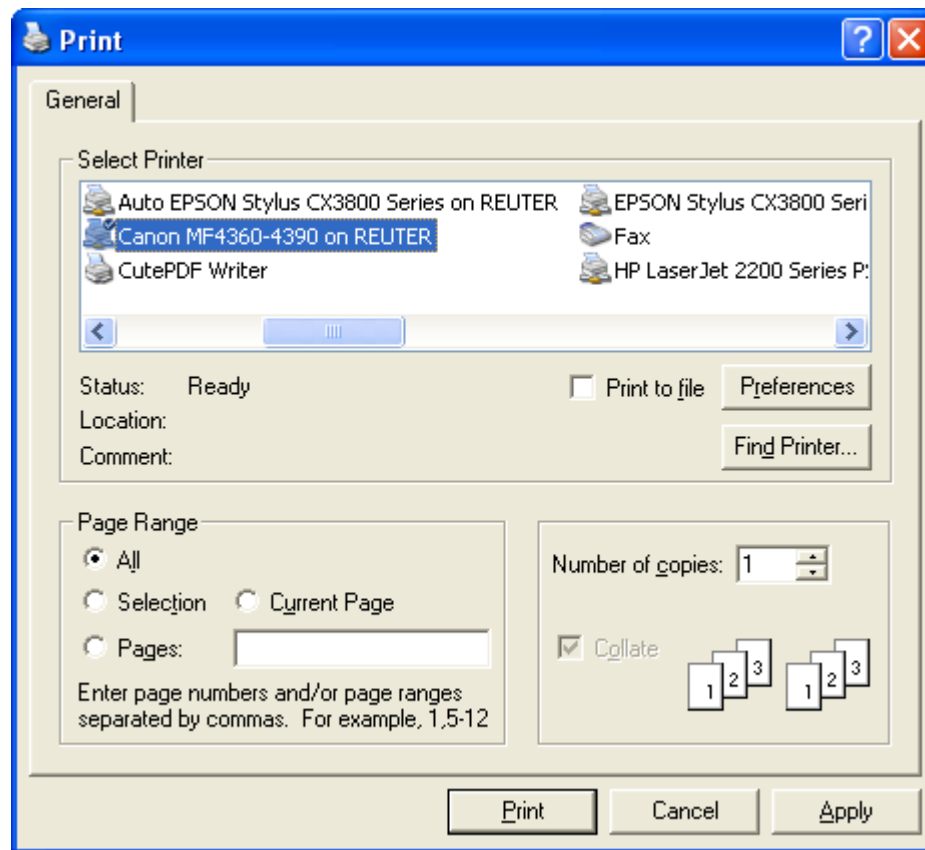 Print
General
Select Printer
Auto EPSON Stylus CX3800 Series on REUTER EPSON Stylus CX3800 Seri
Canon MF4360-4390 on REUTER Fax
CutePDF Writer HP LaserJet 2200 Series P
Status: Ready Print to file Preferences
Location:
Comment: Find Printer...
Page Range
All Number of copies: 1
Selection Current Page
Pages: Collate
1 2 3 1 2 3
Enter page numbers and/or page ranges
separated by commas. For example, 1,5-12
Print Cancel Apply